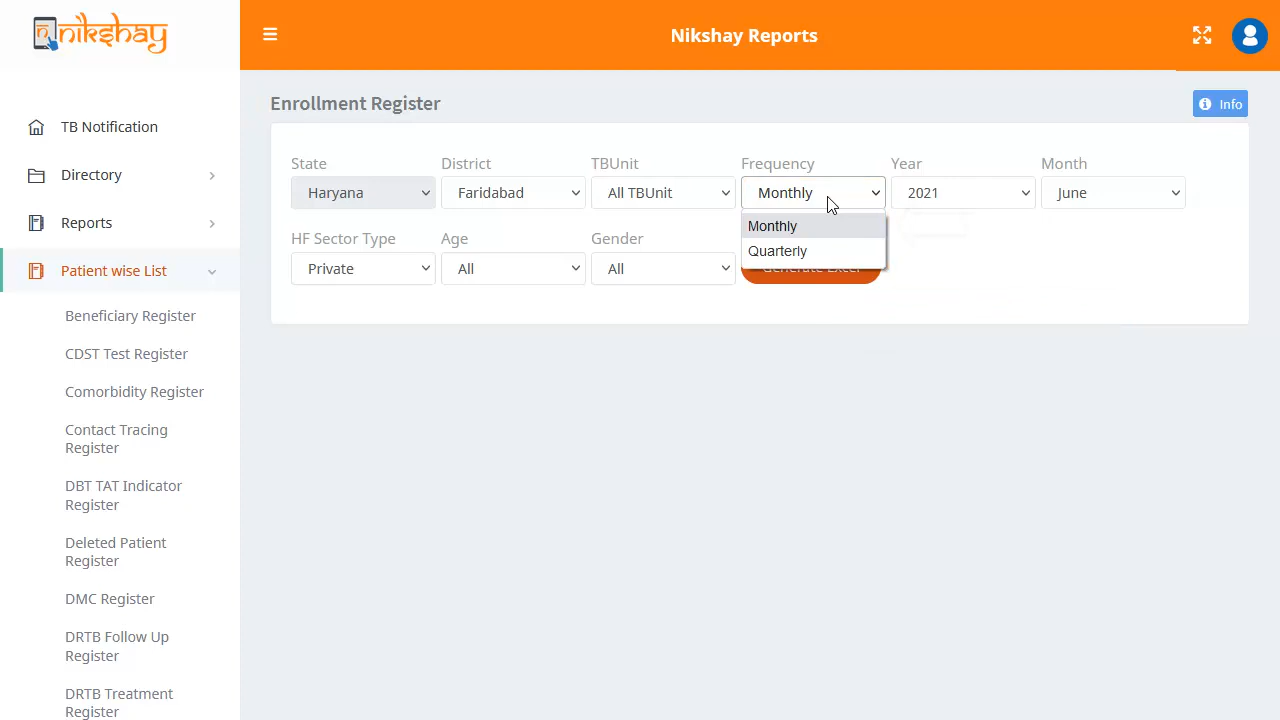 निkshay
Nikshay Reports
Enrollment Register
Info
TB Notification
Directory
Reports
Patient wise List
Beneficiary Register
CDST Test Register
Comorbidity Register
Contact Tracing
Register
DBT TAT Indicator
Register
Deleted Patient
Register
DMC Register
DRTB Follow Up
Register
DRTB Treatment
Register
State District TBUnit Frequency Year Month
Haryana Faridabad All TBUnit Monthly 2021 June
Monthly
Quarterly
HF Sector Type Age Gender
Private All All Generate Excel